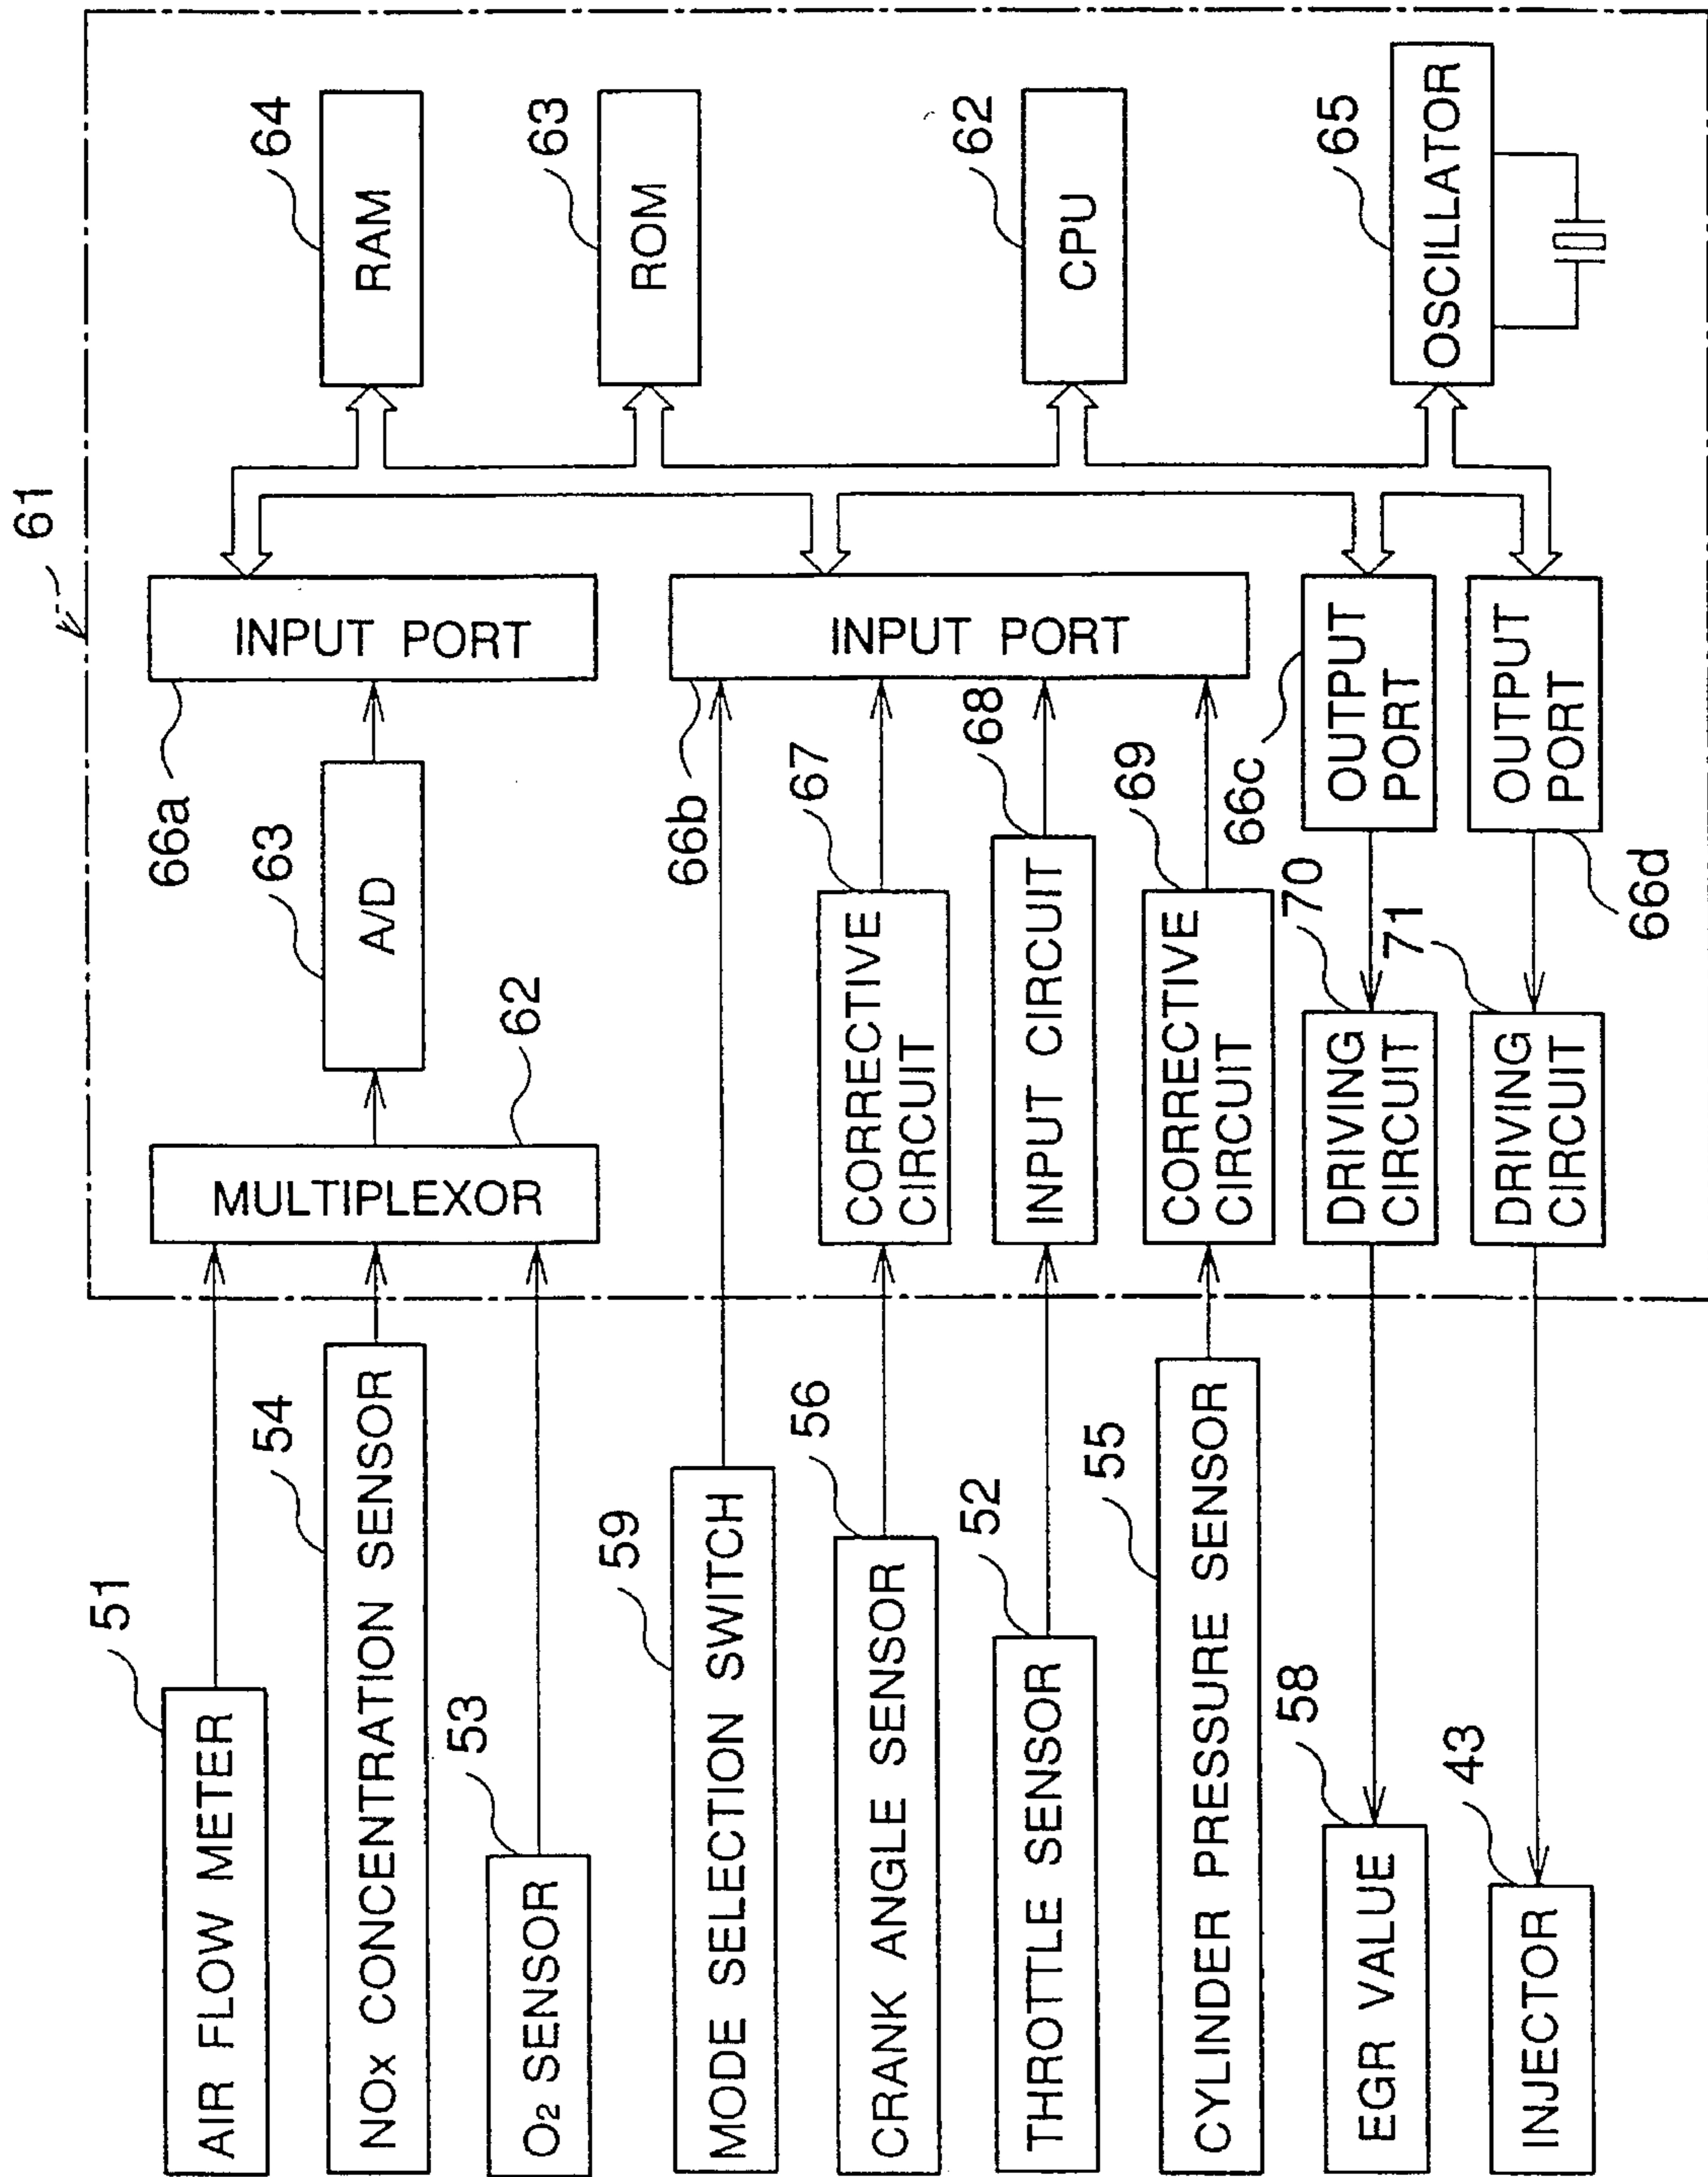 61
AIR FLOW METER
51
NOx CONCENTRATION SENSOR
54
O2 SENSOR
53
MULTIPLEXOR
62
A/D
63
INPUT PORT
66a
RAM
64
ROM
63
CPU
62
OSCILLATOR
65
MODE SELECTION SWITCH
59
INPUT PORT
66b
CRANK ANGLE SENSOR
56
CORRECTIVE
CIRCUIT
67
THROTTLE SENSOR
52
INPUT CIRCUIT
68
CYLINDER PRESSURE SENSOR
55
CORRECTIVE
CIRCUIT
69
EGR VALUE
58
DRIVING
CIRCUIT
70
OUTPUT
PORT
66c
INJECTOR
43
DRIVING
CIRCUIT
71
OUTPUT
PORT
66d